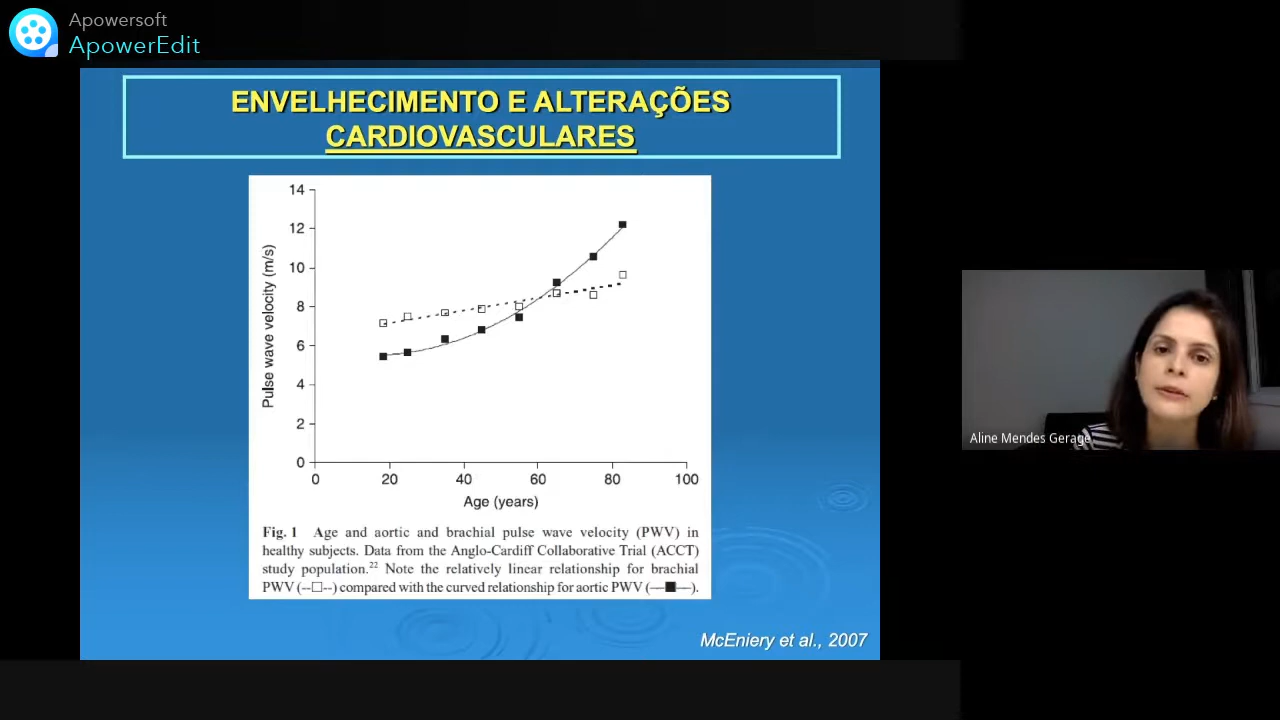 Apowersoft
ApowerEdit
ENVELHECIMENTO E ALTERAÇÕES
CARDIOVASCULARES
14
12
10
8
6
4
2
0
Pulse wave velocity (m/s)
0 20 40 60 80 100
Age (years)
Fig. 1 Age and aortic and brachial pulse wave velocity (PWV) in
healthy subjects. Data from the Anglo-Cardiff Collaborative Trial (ACCT)
study population.22 Note the relatively linear relationship for brachial
PWV (--□--) compared with the curved relationship for aortic PWV (—■—).
McEniery et al., 2007
Aline Mendes Gerage